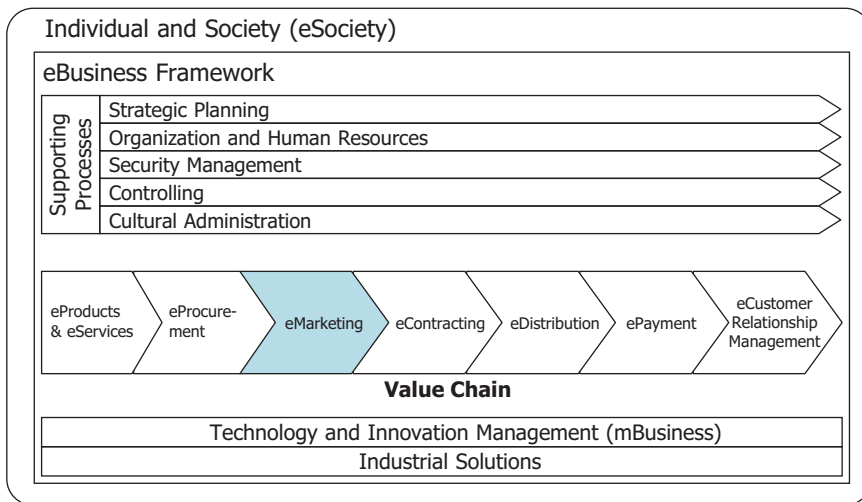 Individual and Society (eSociety)
eBusiness Framework
Supporting
Processes
Strategic Planning
Organization and Human Resources
Security Management
Controlling
Cultural Administration
eProducts
& eServices
eProcure-
ment
eMarketing
eContracting
eDistribution
ePayment
eCustomer
Relationship
Management
Value Chain
Technology and Innovation Management (mBusiness)
Industrial Solutions